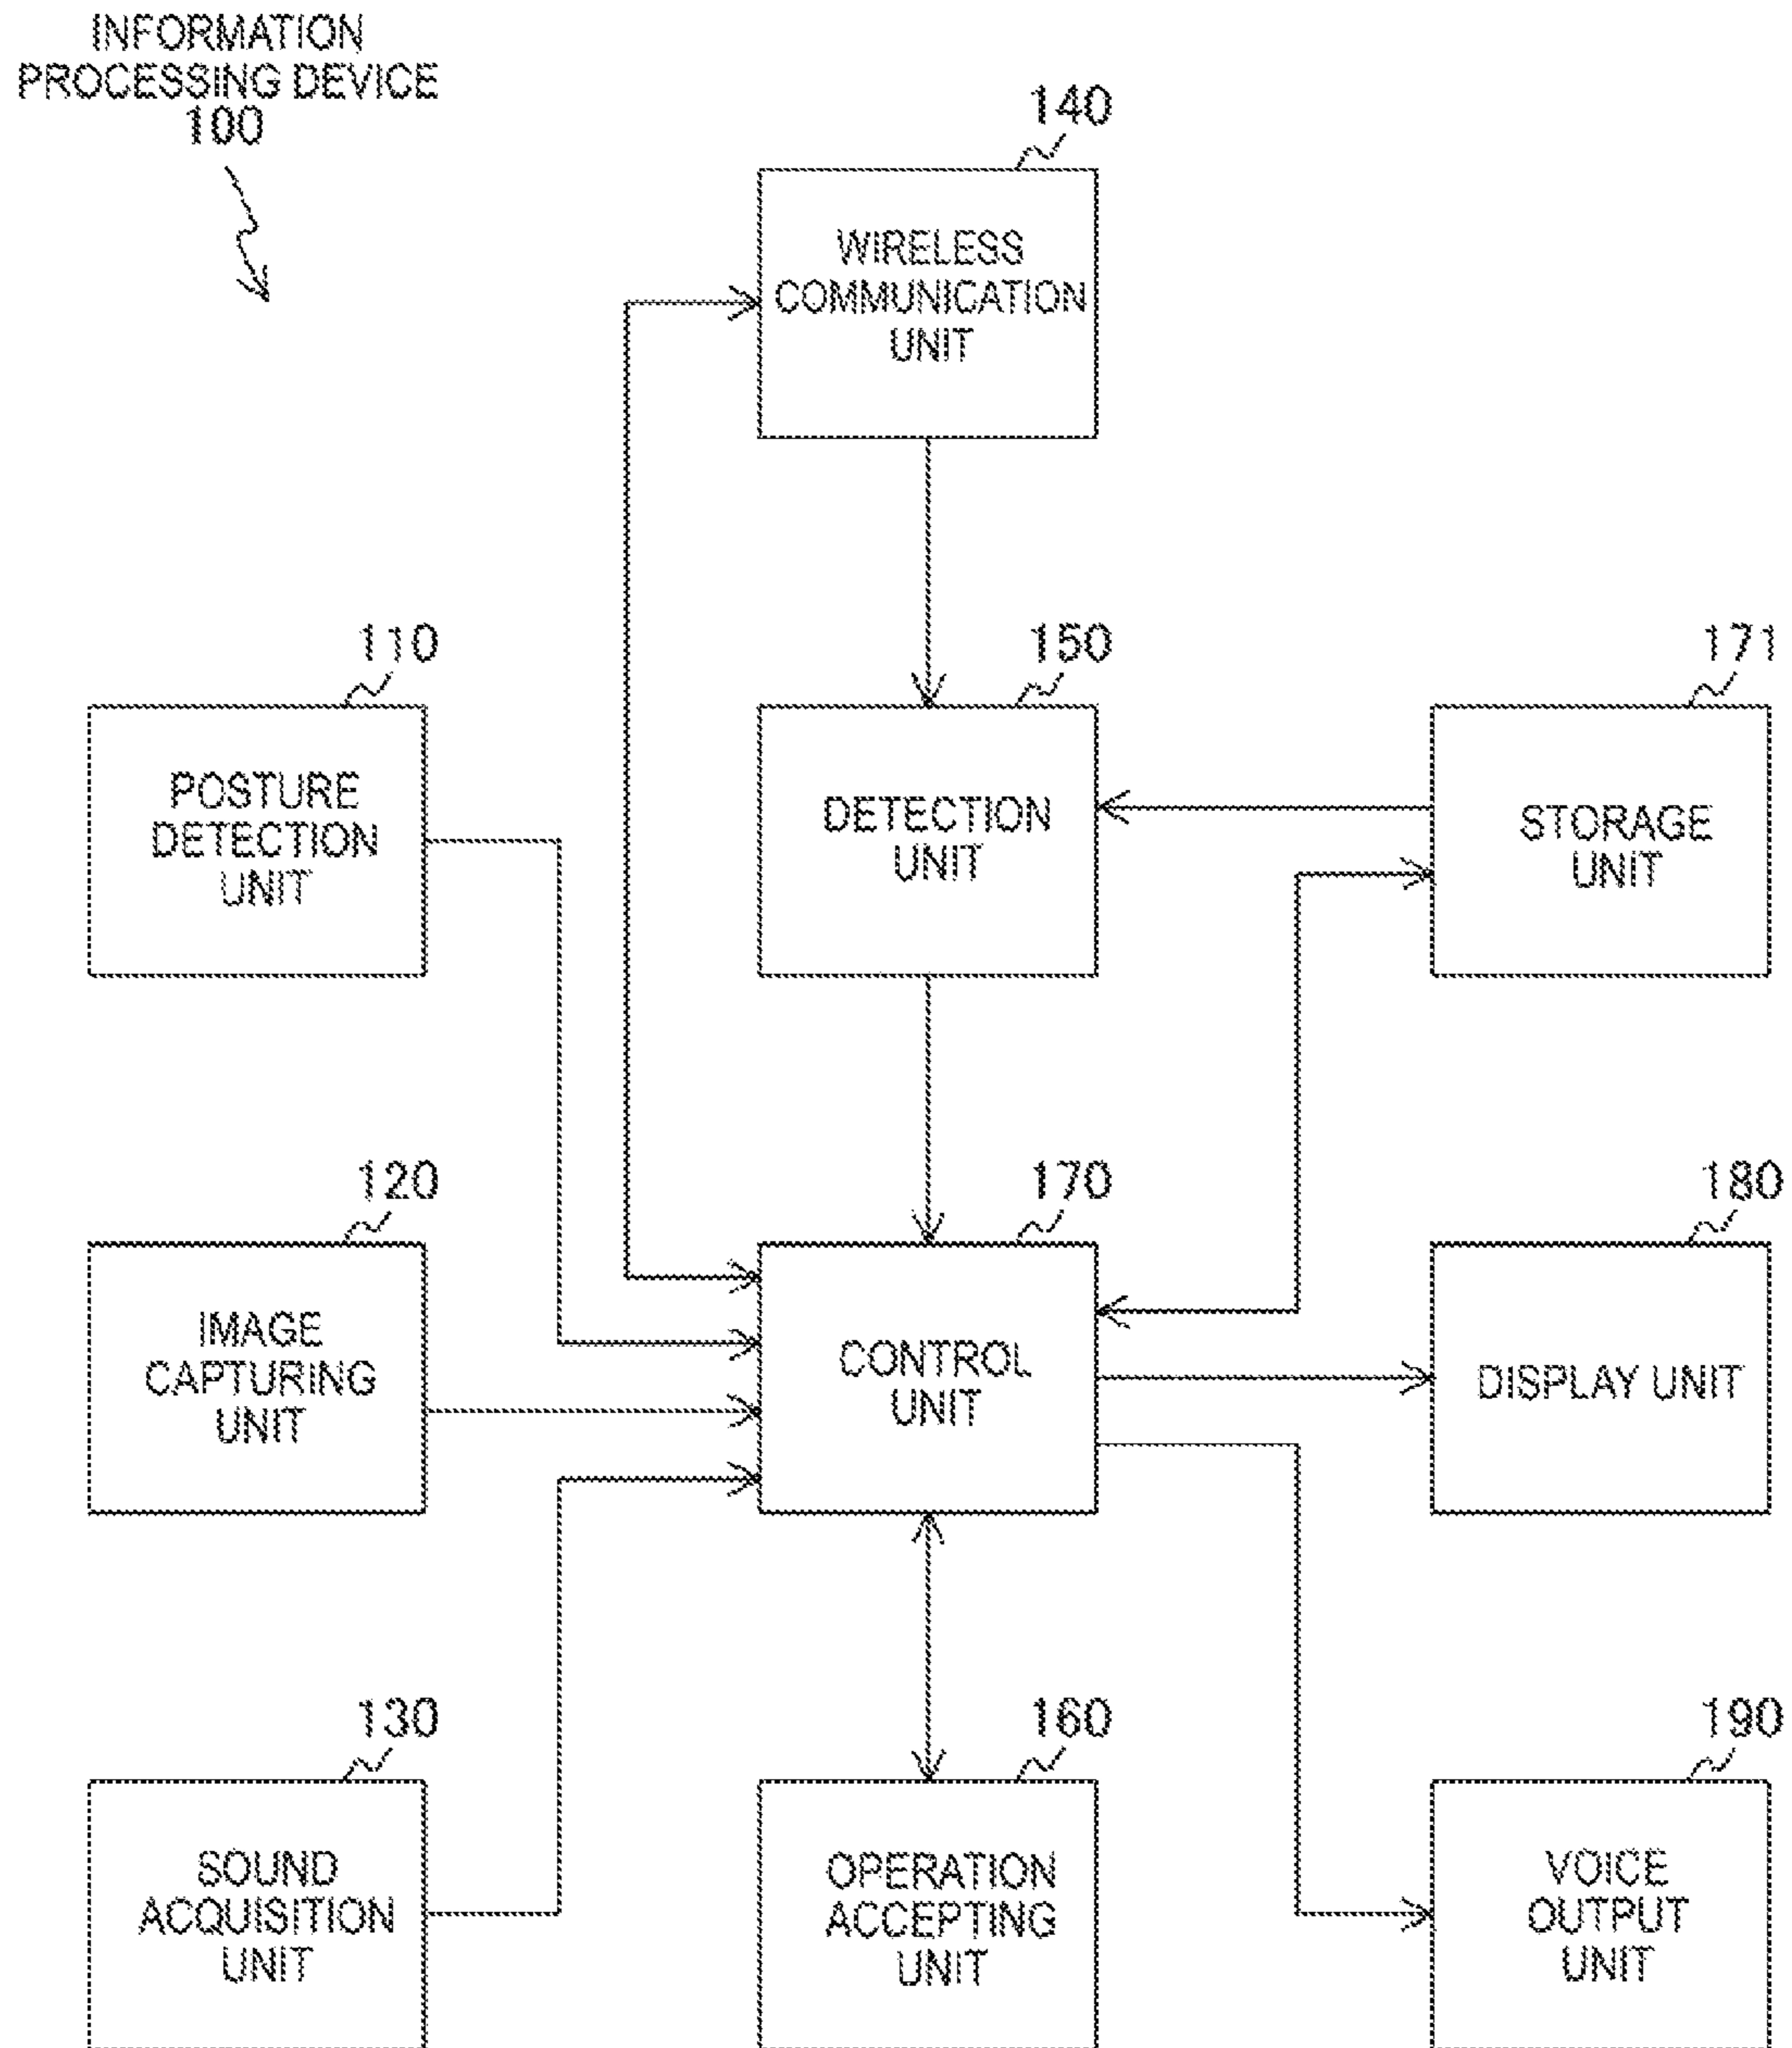 INFORMATION
PROCESSING DEVICE
100
140
WIRELESS
COMMUNICATION
UNIT
110
POSTURE
DETECTION
UNIT
150
DETECTION
UNIT
171
STORAGE
UNIT
120
IMAGE
CAPTURING
UNIT
170
CONTROL
UNIT
180
DISPLAY UNIT
130
SOUND
ACQUISITION
UNIT
160
OPERATION
ACCEPTING
UNIT
190
VOICE
OUTPUT
UNIT